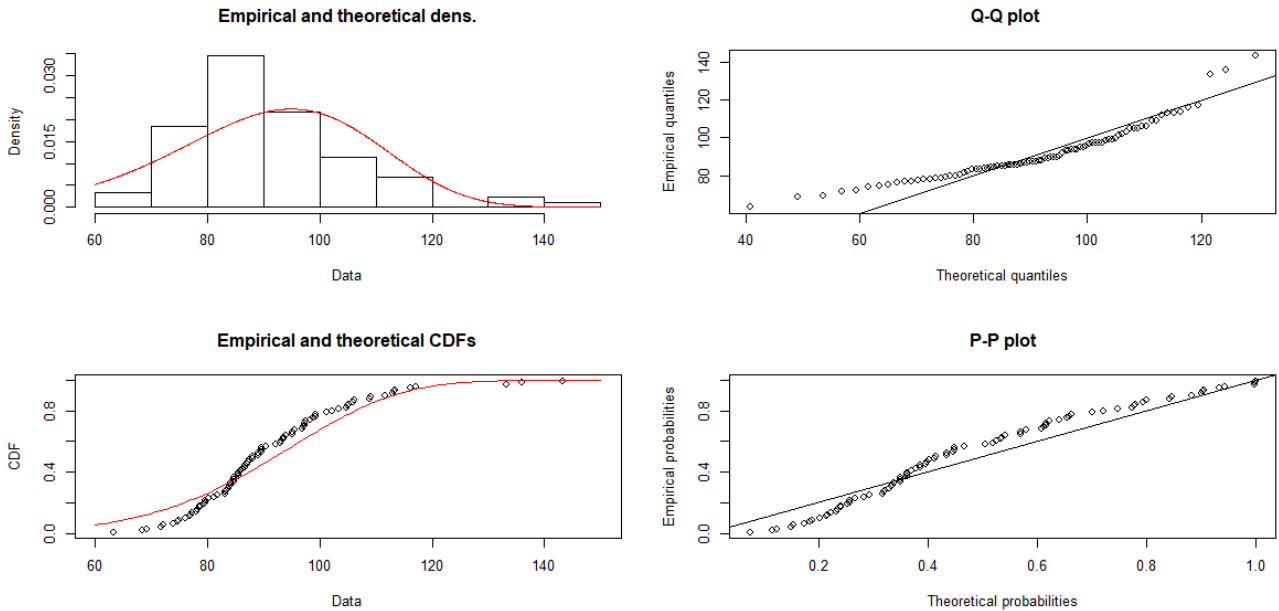 Empirical and theoretical dens.
Density
0.000
0.015
0.030
60
80
100
120
140
Data
Q-Q plot
Empirical quantiles
80
100
120
140
40
60
80
100
120
Theoretical quantiles
Empirical and theoretical CDFs
CDF
0.0
0.4
0.8
60
80
100
120
140
Data
P-P plot
Empirical probabilities
0.0
0.4
0.8
0.2
0.4
0.6
0.8
1.0
Theoretical probabilities